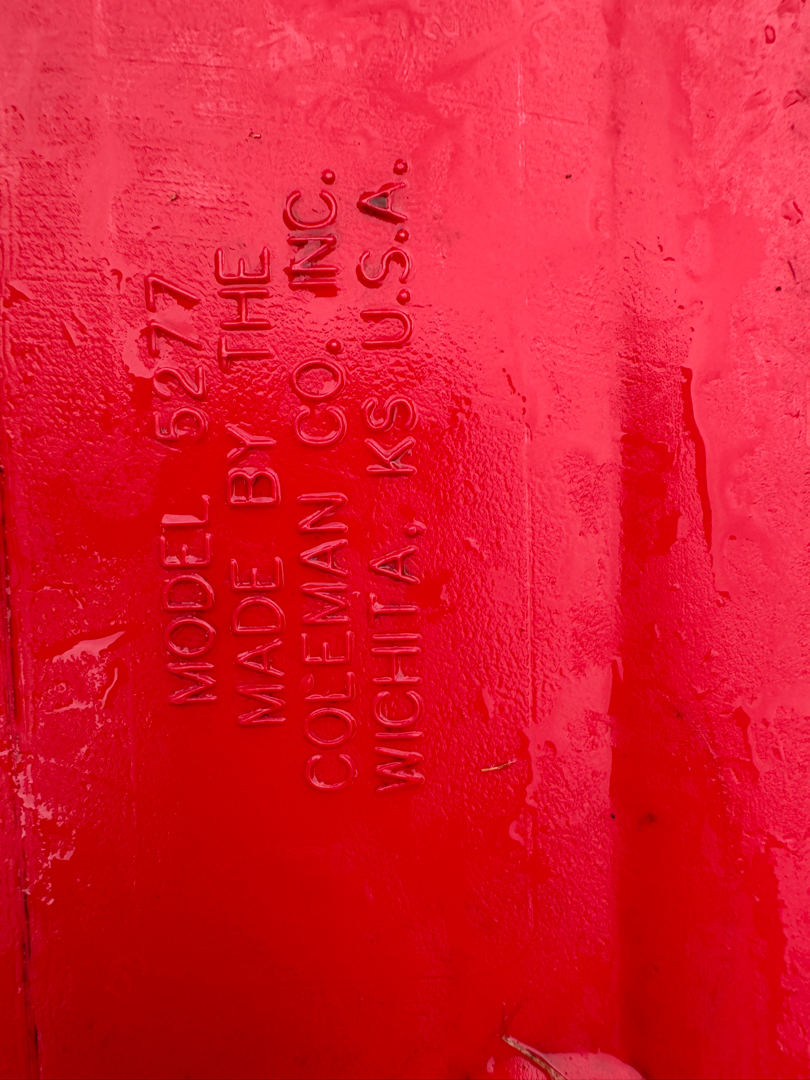 MODEL 5277
MADE BY THE
COLEMAN CO. INC.
WICHITA, KS U.S.A.